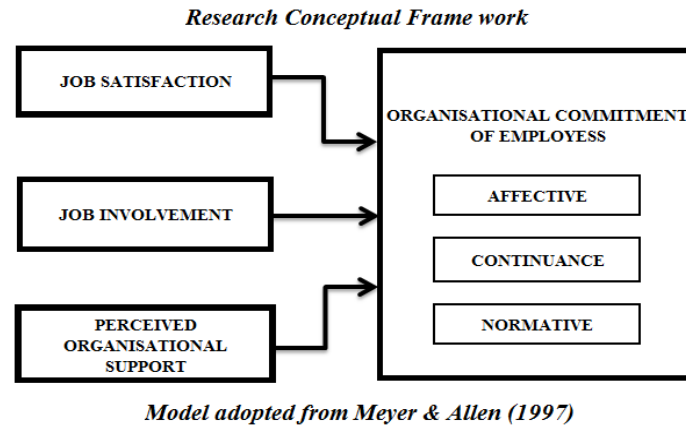 Research Conceptual Frame work
JOB SATISFACTION
JOB INVOLVEMENT
PERCEIVED
ORGANISATIONAL
SUPPORT
ORGANISATIONAL COMMITMENT
OF EMPLOYESS
AFFECTIVE
CONTINUANCE
NORMATIVE
Model adopted from Meyer & Allen (1997)